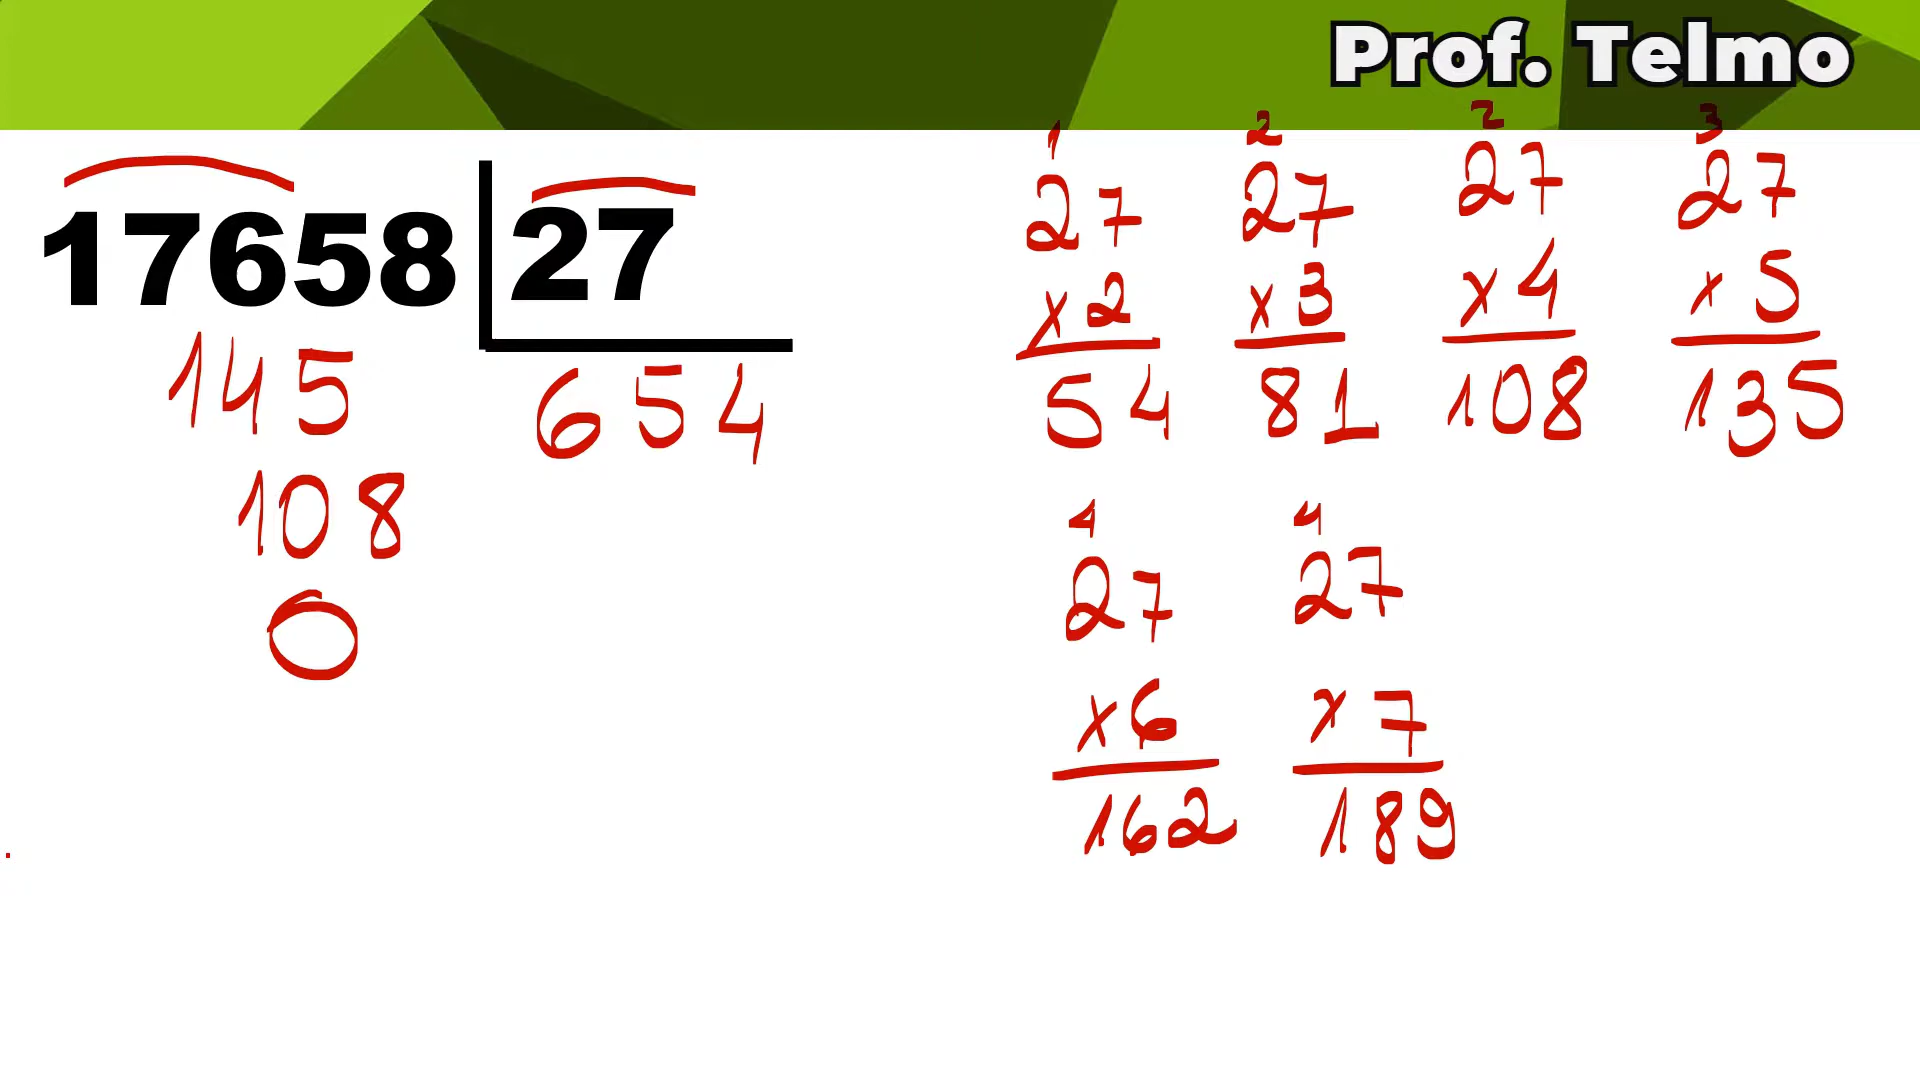 Prof. Telmo
17658 27
145 654
108
0
1 2 2 3
27 27 27 27
x2 x3 x4 x5
54 81 108 135
4 4
27 27
x6 x7
162 189